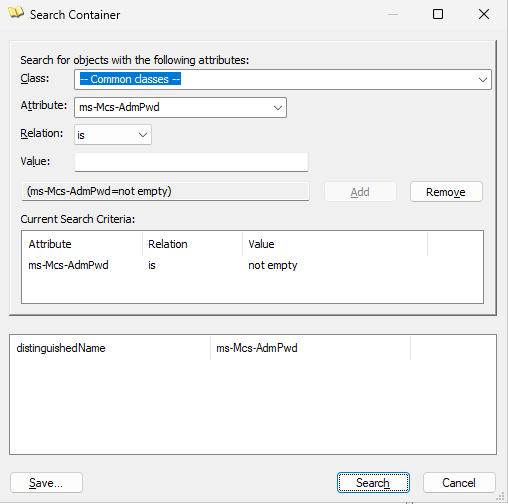 Search Container
Search for objects with the following attributes:
Class: -- Common classes --
Attribute: ms-Mcs-AdmPwd
Relation: is
Value:
(ms-Mcs-AdmPwd=not empty) Add Remove
Current Search Criteria:
Attribute Relation Value
ms-Mcs-AdmPwd is not empty
distinguishedName ms-Mcs-AdmPwd
Save... Search Cancel